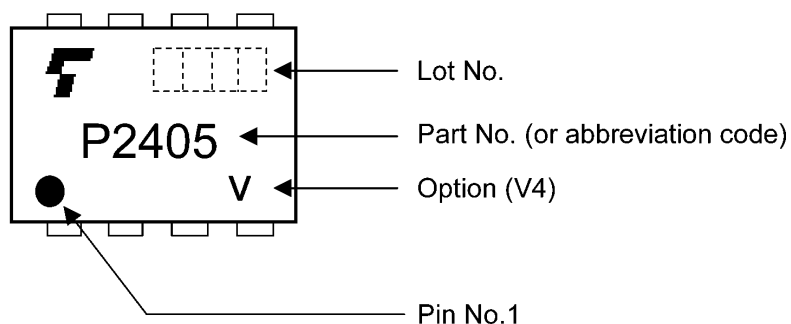 Lot No.
P2405
Part No. (or abbreviation code)
V
Option (V4)
Pin No.1